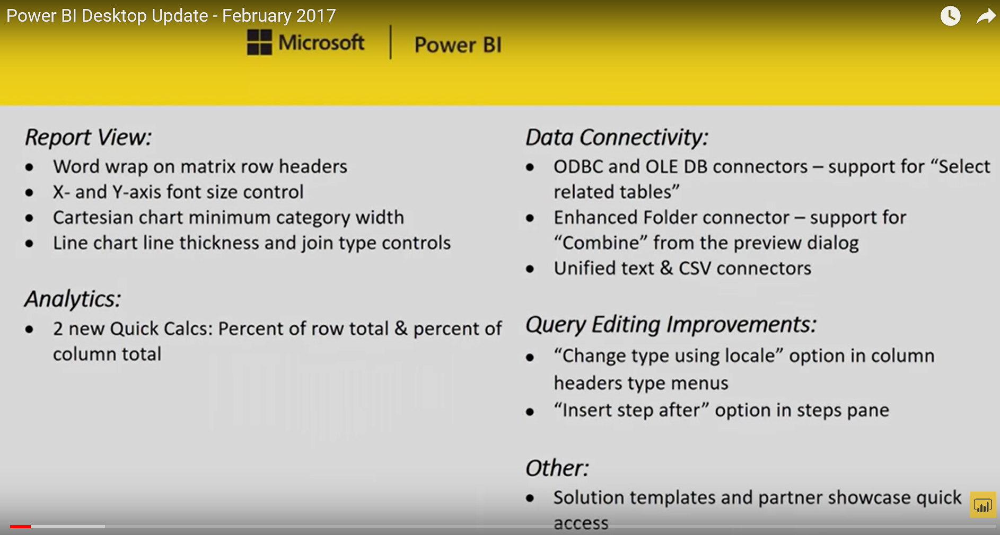 Power BI Desktop Update - February 2017
Microsoft
Power BI
Report View:
● Word wrap on matrix row headers
● X- and Y-axis font size control
● Cartesian chart minimum category width
● Line chart line thickness and join type controls
Analytics:
● 2 new Quick Calcs: Percent of row total & percent of
column total
Data Connectivity:
● ODBC and OLE DB connectors – support for “Select
related tables”
● Enhanced Folder connector – support for
“Combine” from the preview dialog
● Unified text & CSV connectors
Query Editing Improvements:
● “Change type using locale” option in column
headers type menus
● “Insert step after” option in steps pane
Other:
● Solution templates and partner showcase quick
access